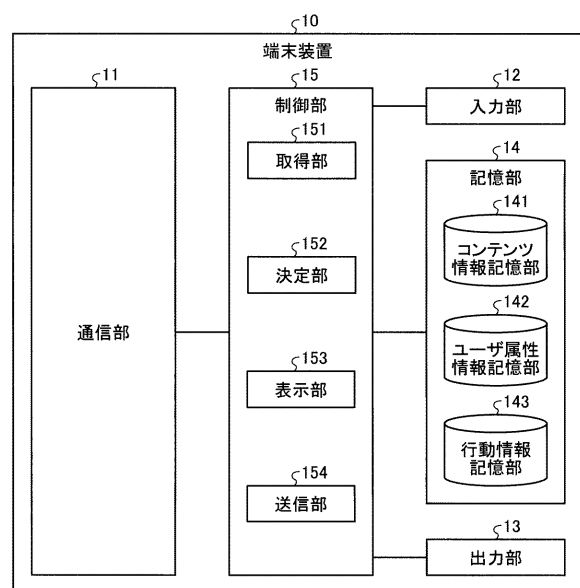 10
端末装置
11
通信部
15
制御部
151
取得部
152
決定部
153
表示部
154
送信部
12
入力部
14
記憶部
141
コンテンツ
情報記憶部
142
ユーザ属性
情報記憶部
143
行動情報
記憶部
13
出力部